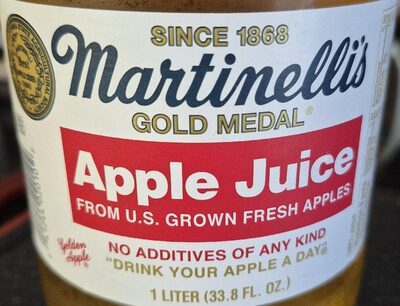 SINCE 1868
Martinelli's
GOLD MEDAL®
Apple Juice
FROM U.S. GROWN FRESH APPLES
Golden
Apple®
NO ADDITIVES OF ANY KIND
"DRINK YOUR APPLE A DAY"®
1 LITER (33.8 FL. OZ.)